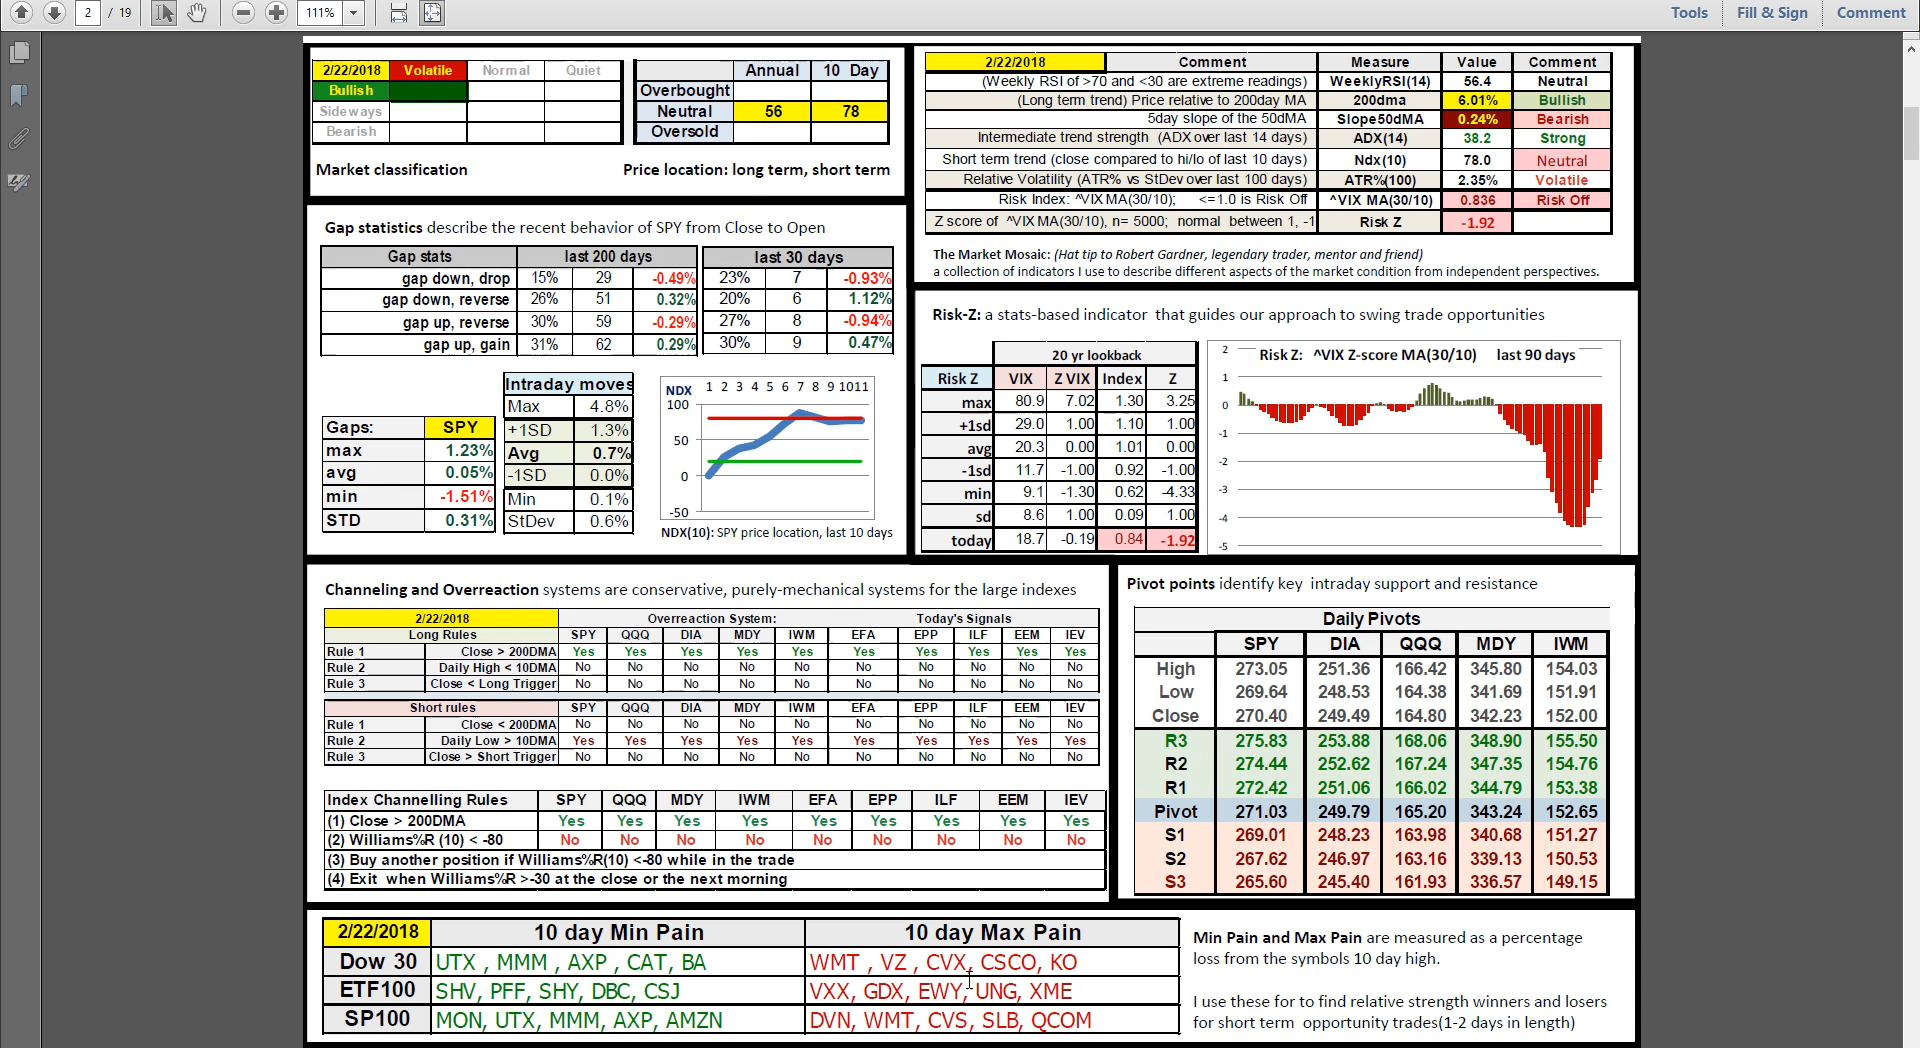 2 / 19
111%
Tools Fill & Sign Comment
2/22/2018 Volatile Normal Quiet
Bullish
Sideways
Bearish
Annual 10 Day
Overbought
Neutral 56 78
Oversold
Market classification Price location: long term, short term
2/22/2018 Comment Measure Value Comment
(Weekly RSI of >70 and <30 are extreme readings) WeeklyRSI(14) 56.4 Neutral
(Long term trend) Price relative to 200day MA 200dma 6.01% Bullish
5day slope of the 50dMA Slope50dMA 0.24% Bearish
Intermediate trend strength (ADX over last 14 days) ADX(14) 38.2 Strong
Short term trend (close compared to hi/lo of last 10 days) Ndx(10) 78.0 Neutral
Relative Volatility (ATR% vs StDev over last 100 days) ATR%(100) 2.35% Volatile
Risk Index: ^VIX MA(30/10); <=1.0 is Risk Off ^VIX MA(30/10) 0.836 Risk Off
Z score of ^VIX MA(30/10), n= 5000; normal between 1, -1 Risk Z -1.92
The Market Mosaic: (Hat tip to Robert Gardner, legendary trader, mentor and friend)
a collection of indicators I use to describe different aspects of the market condition from independent perspectives.
Gap statistics describe the recent behavior of SPY from Close to Open
Gap stats last 200 days last 30 days
gap down, drop 15% 29 -0.49% 23% 7 -0.93%
gap down, reverse 26% 51 0.32% 20% 6 1.12%
gap up, reverse 30% 59 -0.29% 27% 8 -0.94%
gap up, gain 31% 62 0.29% 30% 9 0.47%
Gaps: SPY
max 1.23%
avg 0.05%
min -1.51%
STD 0.31%
Intraday moves
Max 4.8%
+1SD 1.3%
Avg 0.7%
-1SD 0.0%
Min 0.1%
StDev 0.6%
NDX 1 2 3 4 5 6 7 8 9 10 11
100
50
0
-50
NDX(10): SPY price location, last 10 days
Risk-Z: a stats-based indicator that guides our approach to swing trade opportunities
20 yr lookback
Risk Z VIX Z VIX Index Z
max 80.9 7.02 1.30 3.25
+1sd 29.0 1.00 1.10 1.00
avg 20.3 0.00 1.01 0.00
-1sd 11.7 -1.00 0.92 -1.00
min 9.1 -1.30 0.62 -4.33
sd 8.6 1.00 0.09 1.00
today 18.7 -0.19 0.84 -1.92
Risk Z: ^VIX Z-score MA(30/10) last 90 days
2
1
0
-1
-2
-3
-4
-5
Channeling and Overreaction systems are conservative, purely-mechanical systems for the large indexes
2/22/2018 Overreaction System: Today's Signals
Long Rules SPY QQQ DIA MDY IWM EFA EPP ILF EEM IEV
Rule 1 Close > 200DMA Yes Yes Yes Yes Yes Yes Yes Yes Yes Yes
Rule 2 Daily High < 10DMA No No No No No No No No No No
Rule 3 Close < Long Trigger No No No No No No No No No No
Short rules SPY QQQ DIA MDY IWM EFA EPP ILF EEM IEV
Rule 1 Close < 200DMA No No No No No No No No No No
Rule 2 Daily Low > 10DMA Yes Yes Yes Yes Yes Yes Yes Yes Yes Yes
Rule 3 Close > Short Trigger No No No No No No No No No No
Index Channelling Rules SPY QQQ MDY IWM EFA EPP ILF EEM IEV
(1) Close > 200DMA Yes Yes Yes Yes Yes Yes Yes Yes Yes
(2) Williams%R (10) < -80 No No No No No No No No No
(3) Buy another position if Williams%R(10) <-80 while in the trade
(4) Exit when Williams%R >-30 at the close or the next morning
Pivot points identify key intraday support and resistance
Daily Pivots
SPY DIA QQQ MDY IWM
High 273.05 251.36 166.42 345.80 154.03
Low 269.64 248.53 164.38 341.69 151.91
Close 270.40 249.49 164.80 342.23 152.00
R3 275.83 253.88 168.06 348.90 155.50
R2 274.44 252.62 167.24 347.35 154.76
R1 272.42 251.06 166.02 344.79 153.38
Pivot 271.03 249.79 165.20 343.24 152.65
S1 269.01 248.23 163.98 340.68 151.27
S2 267.62 246.97 163.16 339.13 150.53
S3 265.60 245.40 161.93 336.57 149.15
2/22/2018 10 day Min Pain 10 day Max Pain
Dow 30 UTX , MMM , AXP , CAT, BA WMT , VZ , CVX, CSCO, KO
ETF100 SHV, PFF, SHY, DBC, CSJ VXX, GDX, EWY, UNG, XME
SP100 MON, UTX, MMM, AXP, AMZN DVN, WMT, CVS, SLB, QCOM
Min Pain and Max Pain are measured as a percentage
loss from the symbols 10 day high.
I use these for to find relative strength winners and losers
for short term opportunity trades(1-2 days in length)